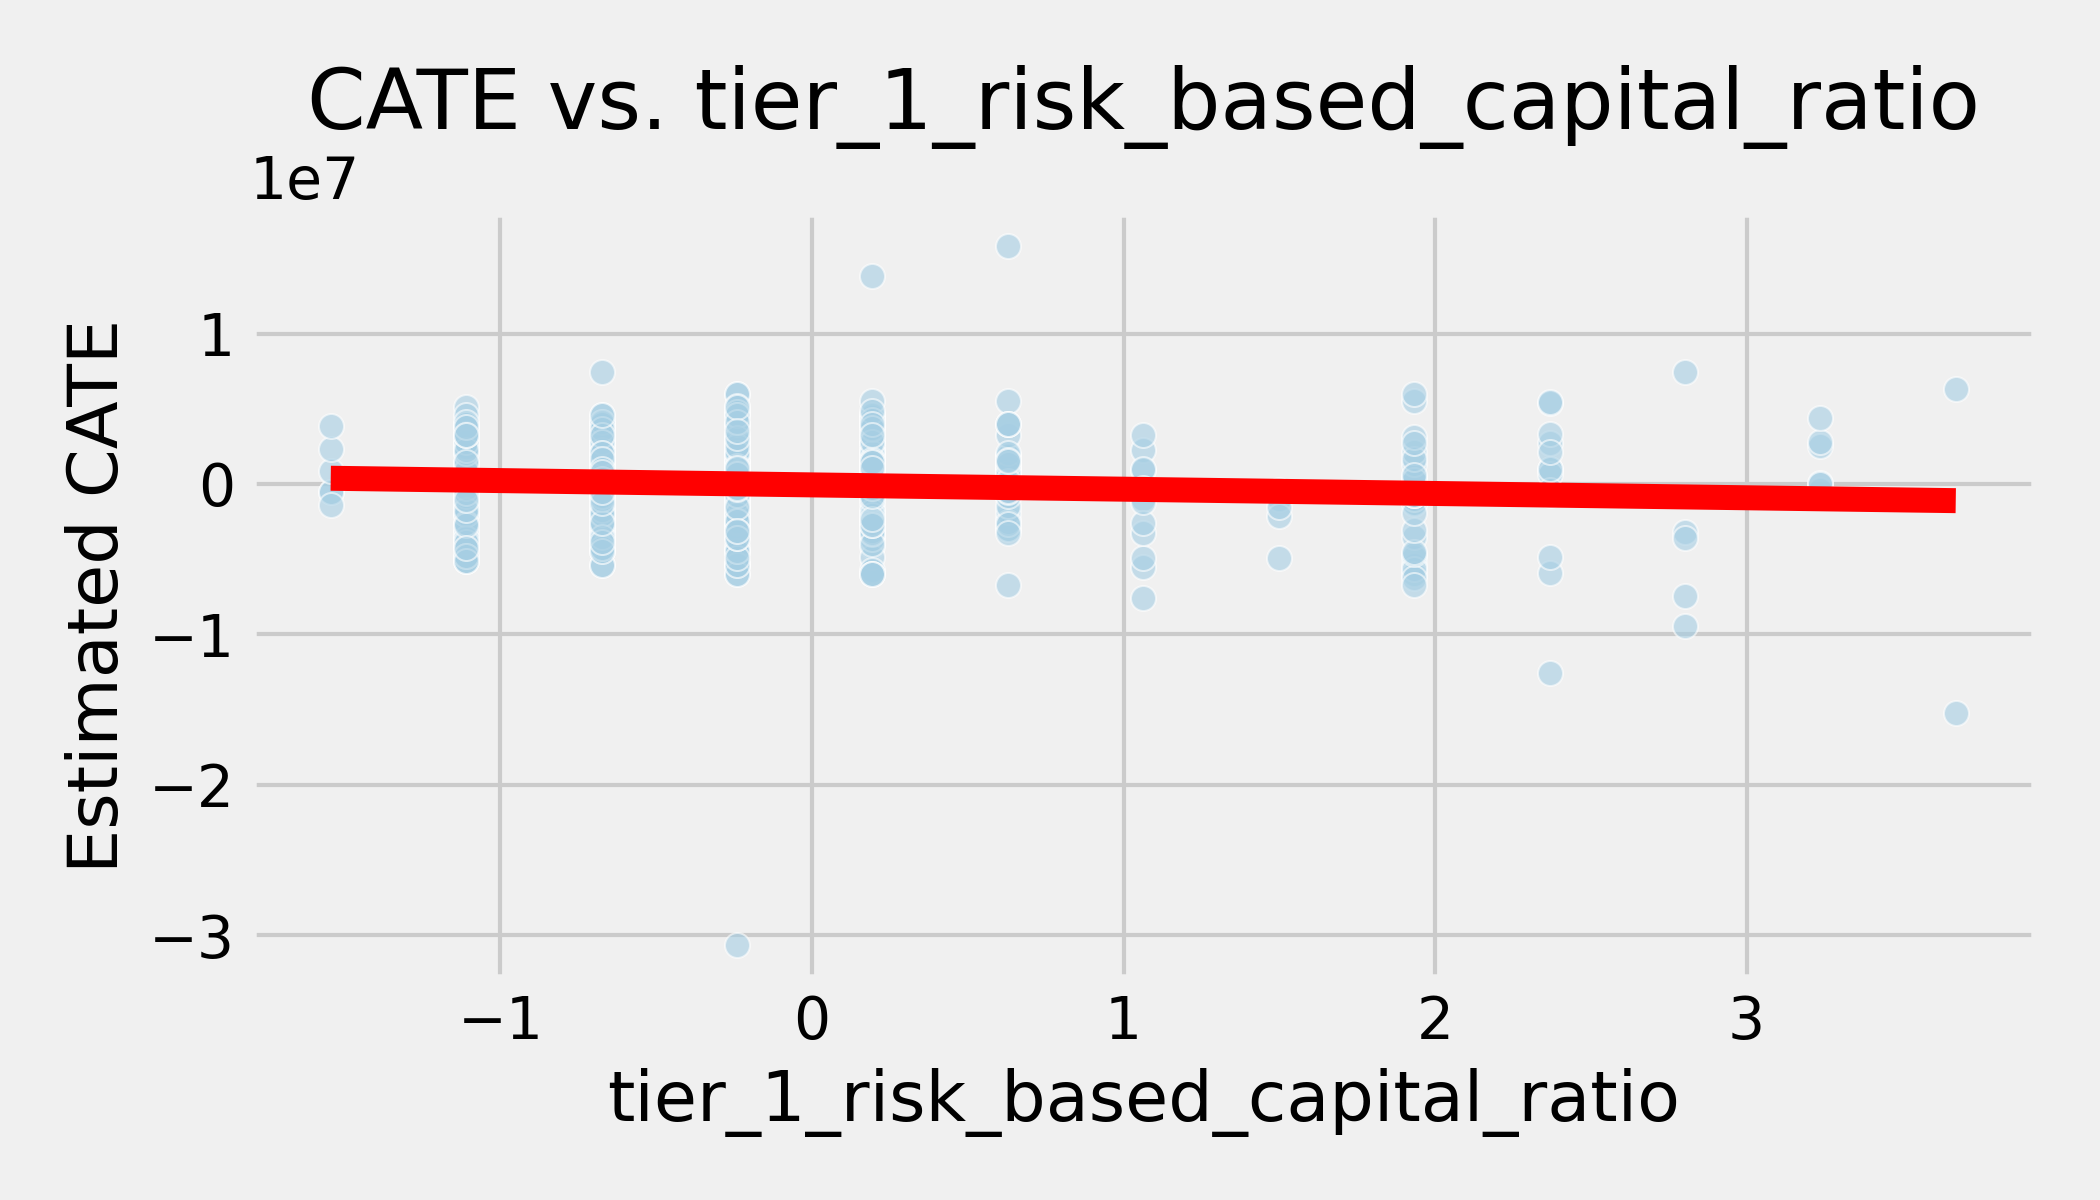 CATE vs. tier_1_risk_based_capital_ratio
1e7
1
0
−1
−2
−3
Estimated CATE
−1 0 1 2 3
tier_1_risk_based_capital_ratio